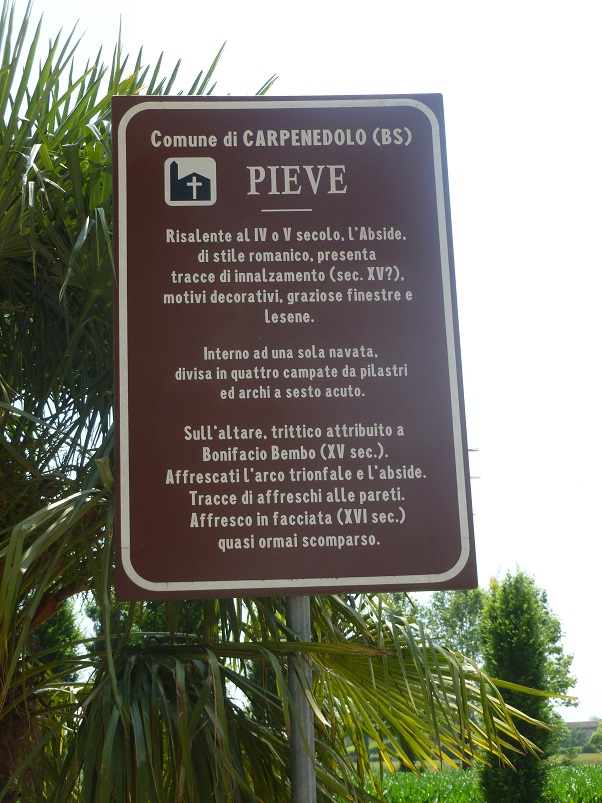 Comune di CARPENEDOLO (BS)
PIEVE
Risalente al IV o V secolo, l'Abside,
di stile romanico, presenta
tracce di innalzamento (sec. XV?),
motivi decorativi, graziose finestre e
lesene.
Interno ad una sola navata,
divisa in quattro campate da pilastri
ed archi a sesto acuto.
Sull'altare, trittico attribuito a
Bonifacio Bembo (XV sec.).
Affrescati l'arco trionfale e l'abside.
Tracce di affreschi alle pareti.
Affresco in facciata (XVI sec.)
quasi ormai scomparso.